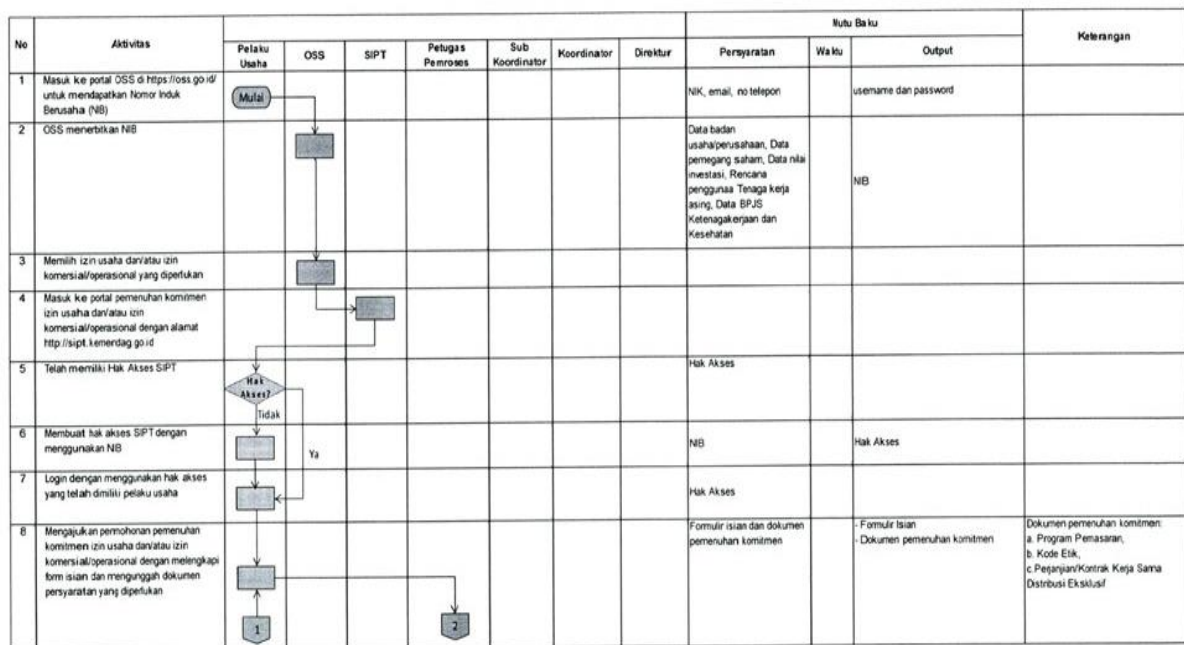 No
Aktivitas
Pelaku
Usaha
OSS
SIPT
Petugas
Pemroses
Sub
Koordinator
Koordinator
Direktur
Mutu Baku
Persyaratan
Waktu
Output
Keterangan
1
Masuk ke portal OSS di https://oss.go.id/
untuk mendapatkan Nomor Induk
Berusaha (NIB)
Mulai
NIK, email, no telepon
username dan password
2
OSS menerbitkan NIB
Data badan
usaha/perusahaan, Data
pemegang saham, Data nilai
investasi, Rencana
penggunaa Tenaga kerja
asing, Data BPJS
Ketenagakerjaan dan
Kesehatan
NIB
3
Memilih izin usaha dan/atau izin
komersial/operasional yang diperlukan
4
Masuk ke portal pemenuhan komitmen
izin usaha dan/atau izin
komersial/operasional dengan alamat
http://sipt.kemendag.go.id
5
Telah memiliki Hak Akses SIPT
Hak
Akses?
Tidak
Ya
Hak Akses
6
Membuat hak akses SIPT dengan
menggunakan NIB
NIB
Hak Akses
7
Login dengan menggunakan hak akses
yang telah dimiliki pelaku usaha
Hak Akses
8
Mengajukan permohonan pemenuhan
komitmen izin usaha dan/atau izin
komersial/operasional dengan melengkapi
form isian dan mengunggah dokumen
persyaratan yang diperlukan
1
2
Formulir isian dan dokumen
pemenuhan komitmen
- Formulir Isian
- Dokumen pemenuhan komitmen
Dokumen pemenuhan komitmen:
a. Program Pemasaran,
b. Kode Etik,
c.Perjanjian/Kontrak Kerja Sama
Distribusi Eksklusif